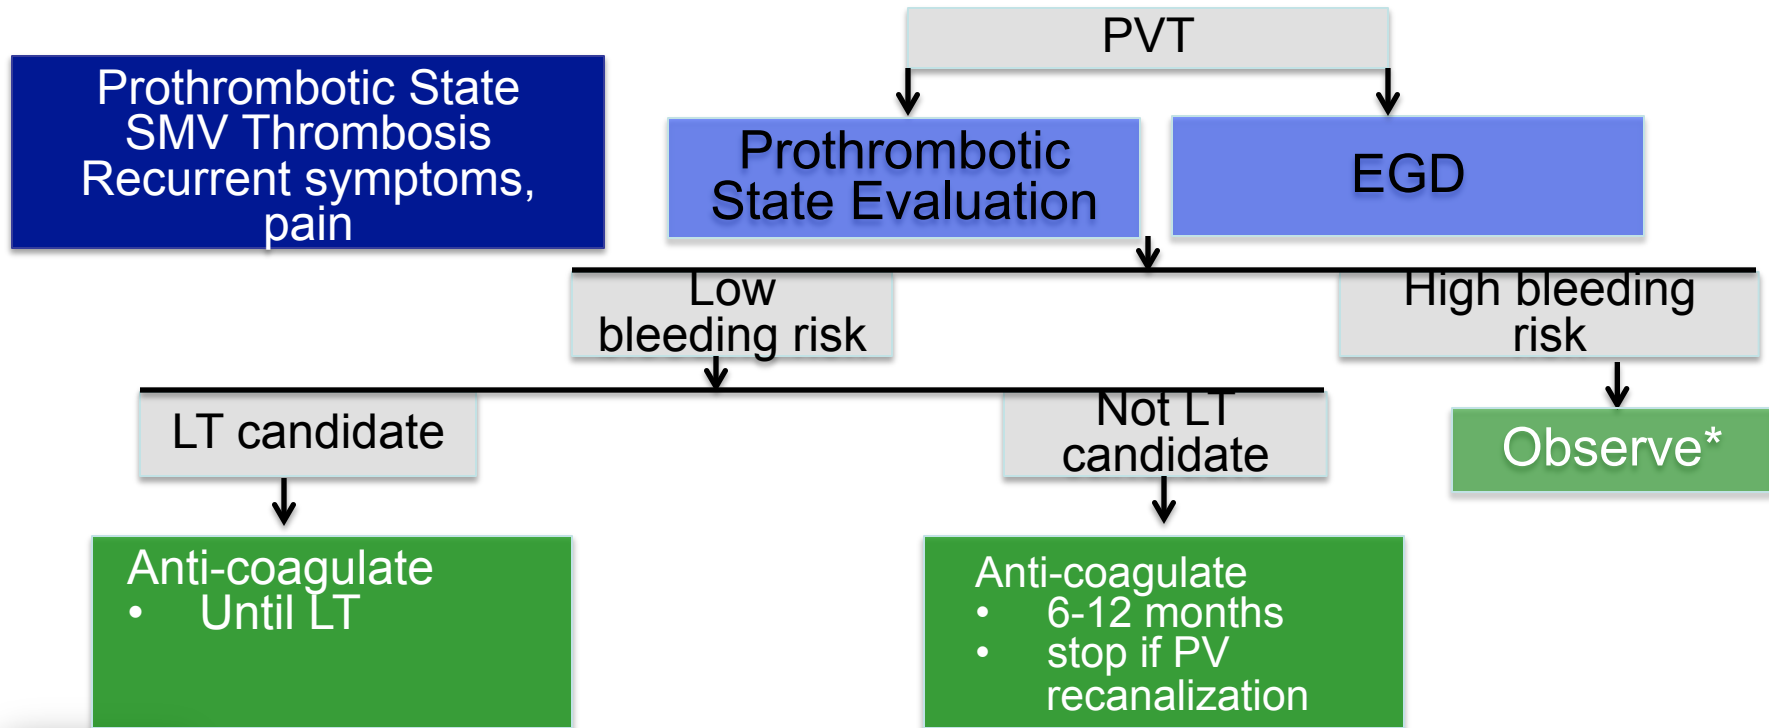 PVT
Prothrombotic State
SMV Thrombosis
Recurrent symptoms,
pain
Prothrombotic
State Evaluation
EGD
Low
bleeding risk
High bleeding
risk
LT candidate
Not LT
candidate
Observe*
Anti-coagulate
• Until LT
Anti-coagulate
• 6-12 months
• stop if PV
recanalization